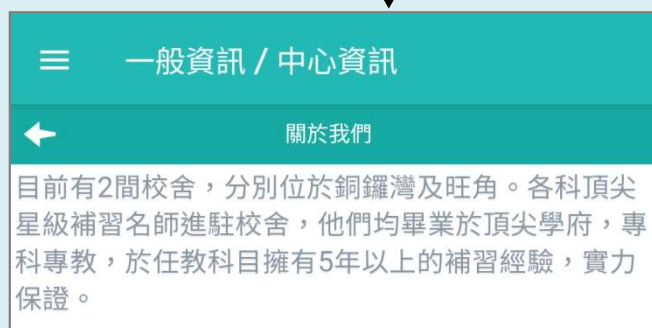 一般資訊 / 中心資訊
關於我們
目前有2間校舍，分別位於銅鑼灣及旺角。各科頂尖
星級補習名師進駐校舍，他們均畢業於頂尖學府，專
科專教，於任教科目擁有5年以上的補習經驗，實力
保證。